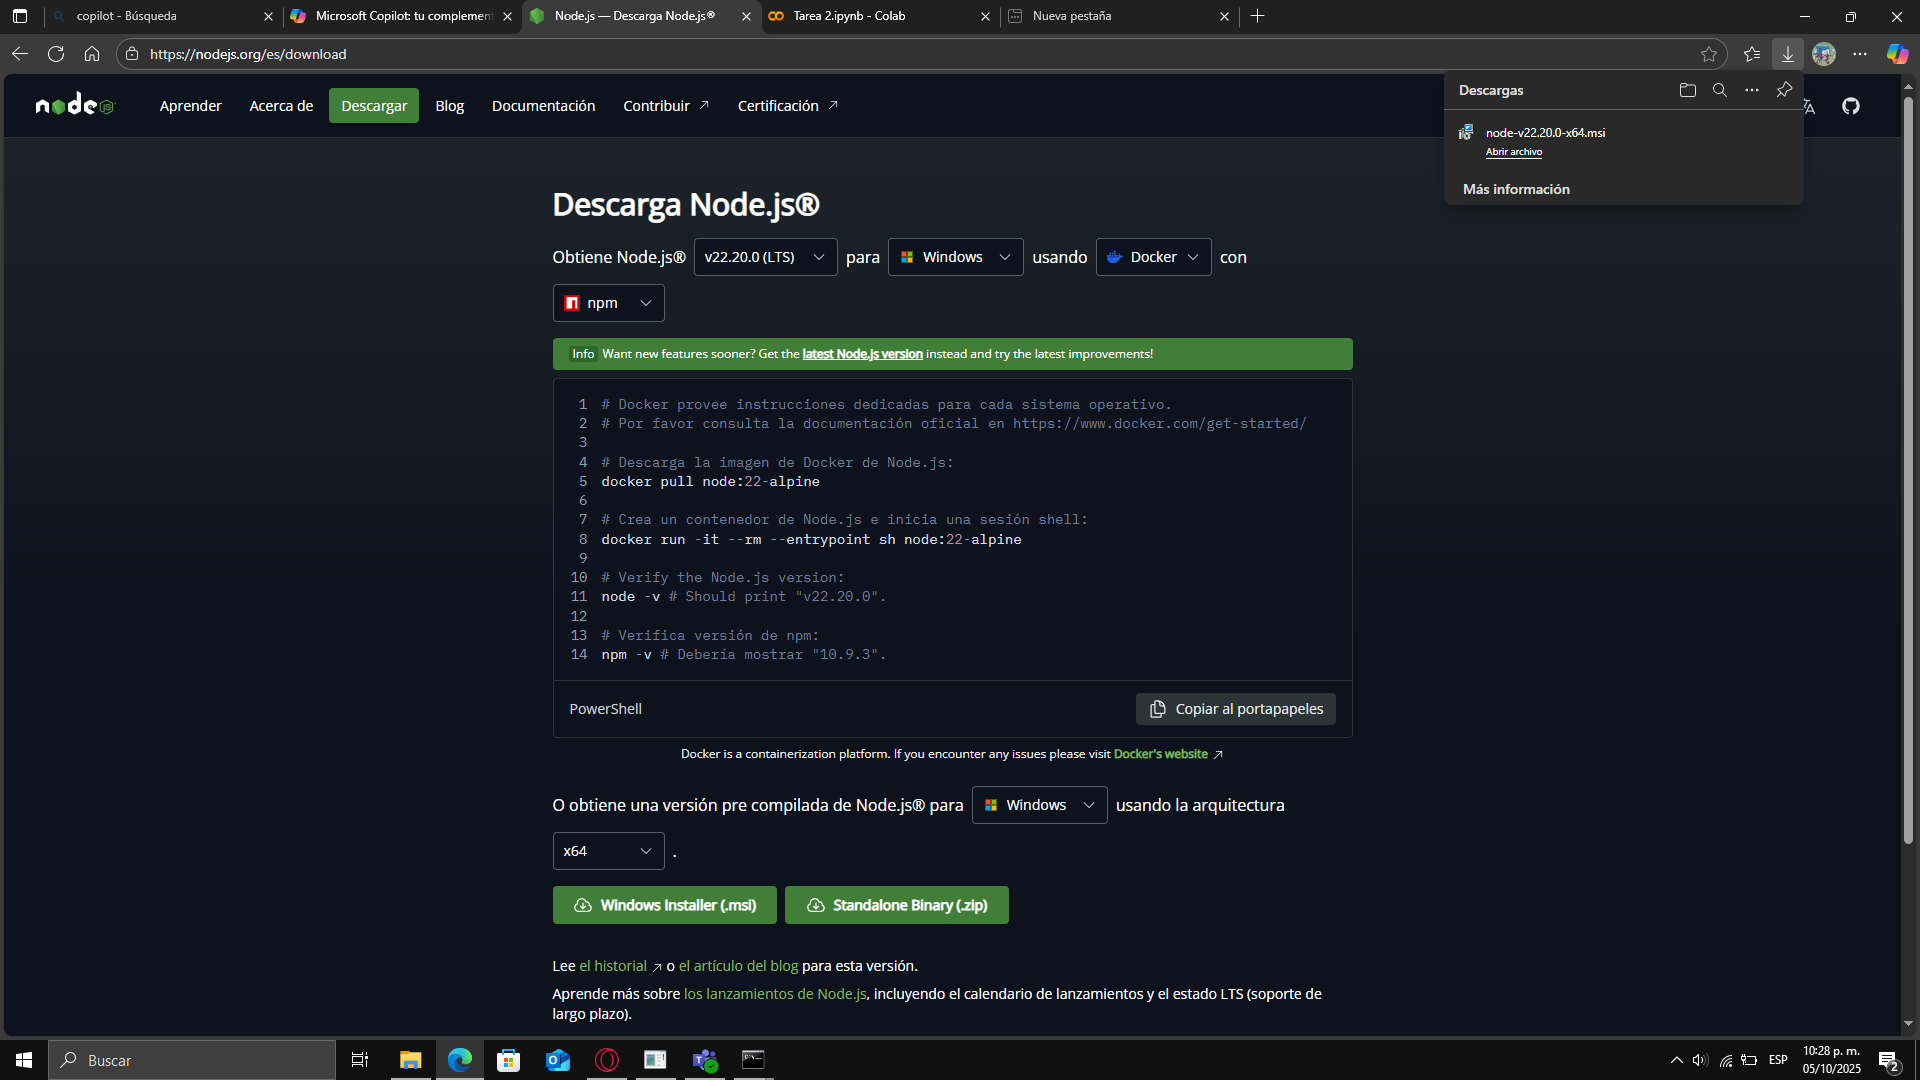 copilot - Búsqueda
Microsoft Copilot: tu complement
Node.js — Descarga Node.js®
Tarea 2.ipynb - Colab
Nueva pestaña
https://nodejs.org/es/download
node
JS
Aprender
Acerca de
Descargar
Blog
Documentación
Contribuir
Certificación
Descargas
node-v22.20.0-x64.msi
Abrir archivo
Más información
Descarga Node.js®
Obtiene Node.js® v22.20.0 (LTS) para Windows usando Docker con
npm
Info Want new features sooner? Get the latest Node.js version instead and try the latest improvements!
1 # Docker provee instrucciones dedicadas para cada sistema operativo.
2 # Por favor consulta la documentación oficial en https://www.docker.com/get-started/
3
4 # Descarga la imagen de Docker de Node.js:
5 docker pull node:22-alpine
6
7 # Crea un contenedor de Node.js e inicia una sesión shell:
8 docker run -it --rm --entrypoint sh node:22-alpine
9
10 # Verify the Node.js version:
11 node -v # Should print "v22.20.0".
12
13 # Verifica versión de npm:
14 npm -v # Debería mostrar "10.9.3".
PowerShell
Copiar al portapapeles
Docker is a containerization platform. If you encounter any issues please visit Docker's website
O obtiene una versión pre compilada de Node.js® para Windows usando la arquitectura
x64 .
Windows Installer (.msi)
Standalone Binary (.zip)
Lee el historial o el artículo del blog para esta versión.
Aprende más sobre los lanzamientos de Node.js, incluyendo el calendario de lanzamientos y el estado LTS (soporte de
largo plazo).
Buscar
ESP
10:28 p. m.
05/10/2025
2